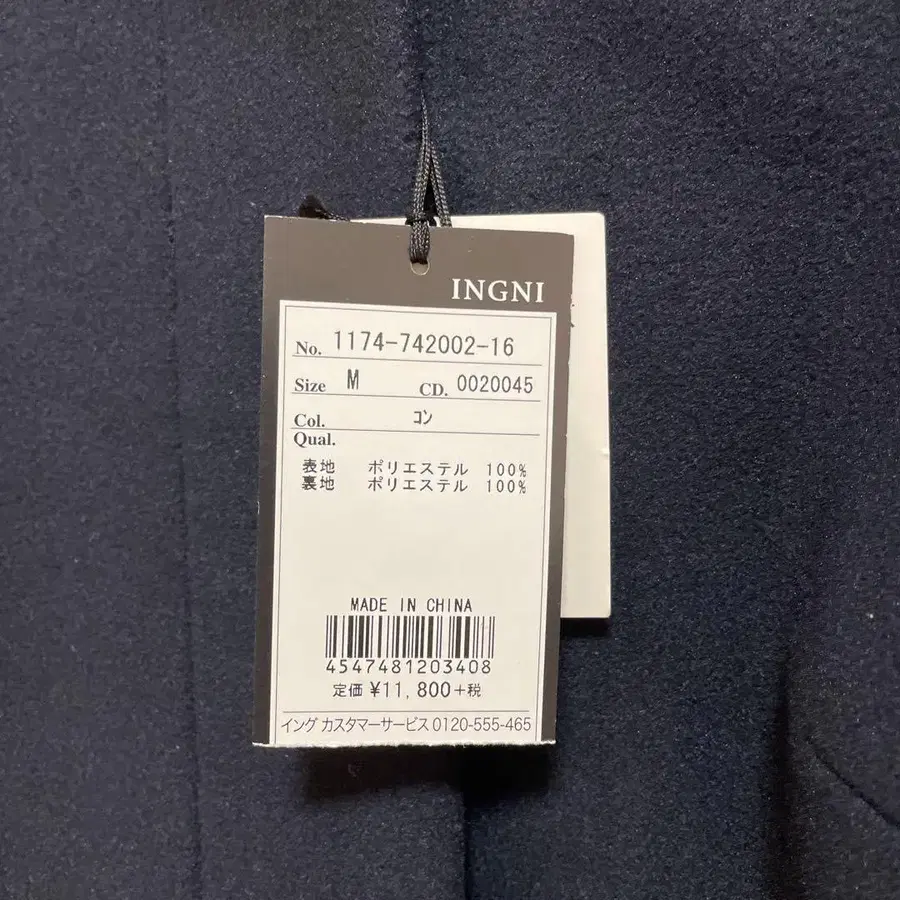 INGNI
No. 1174-742002-16
Size M CD. 0020045
Col. コン
Qual.
表地 ポリエステル 100%
裏地 ポリエステル 100%
MADE IN CHINA
4547481203408
定価 ¥11,800+税
イング カスタマーサービス 0120-555-465